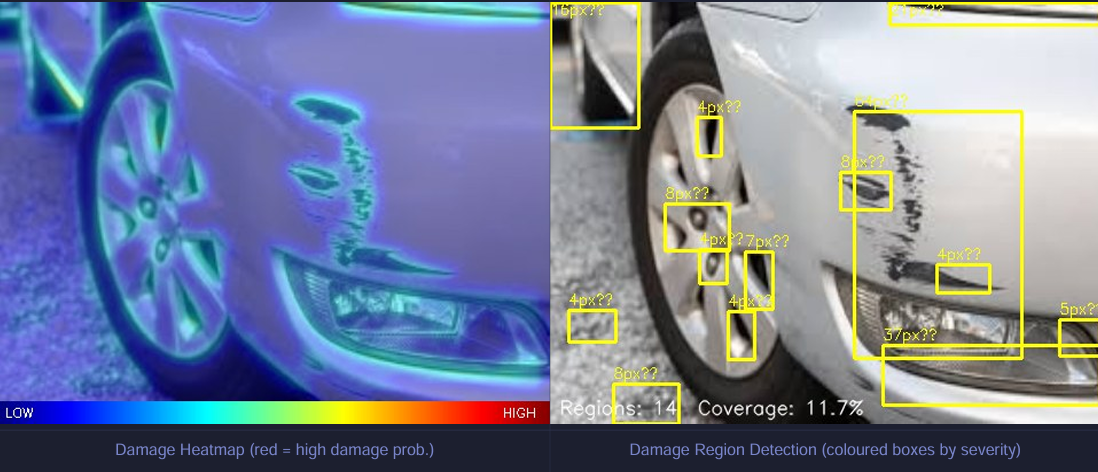 16px??
4px??
84px??
8px??
8px??
4px??
7px??
4px??
4px??
4px??
5px?
37px??
8px??
Regions: 14 Coverage: 11.7%
LOW HIGH
Damage Heatmap (red = high damage prob.)
Damage Region Detection (coloured boxes by severity)